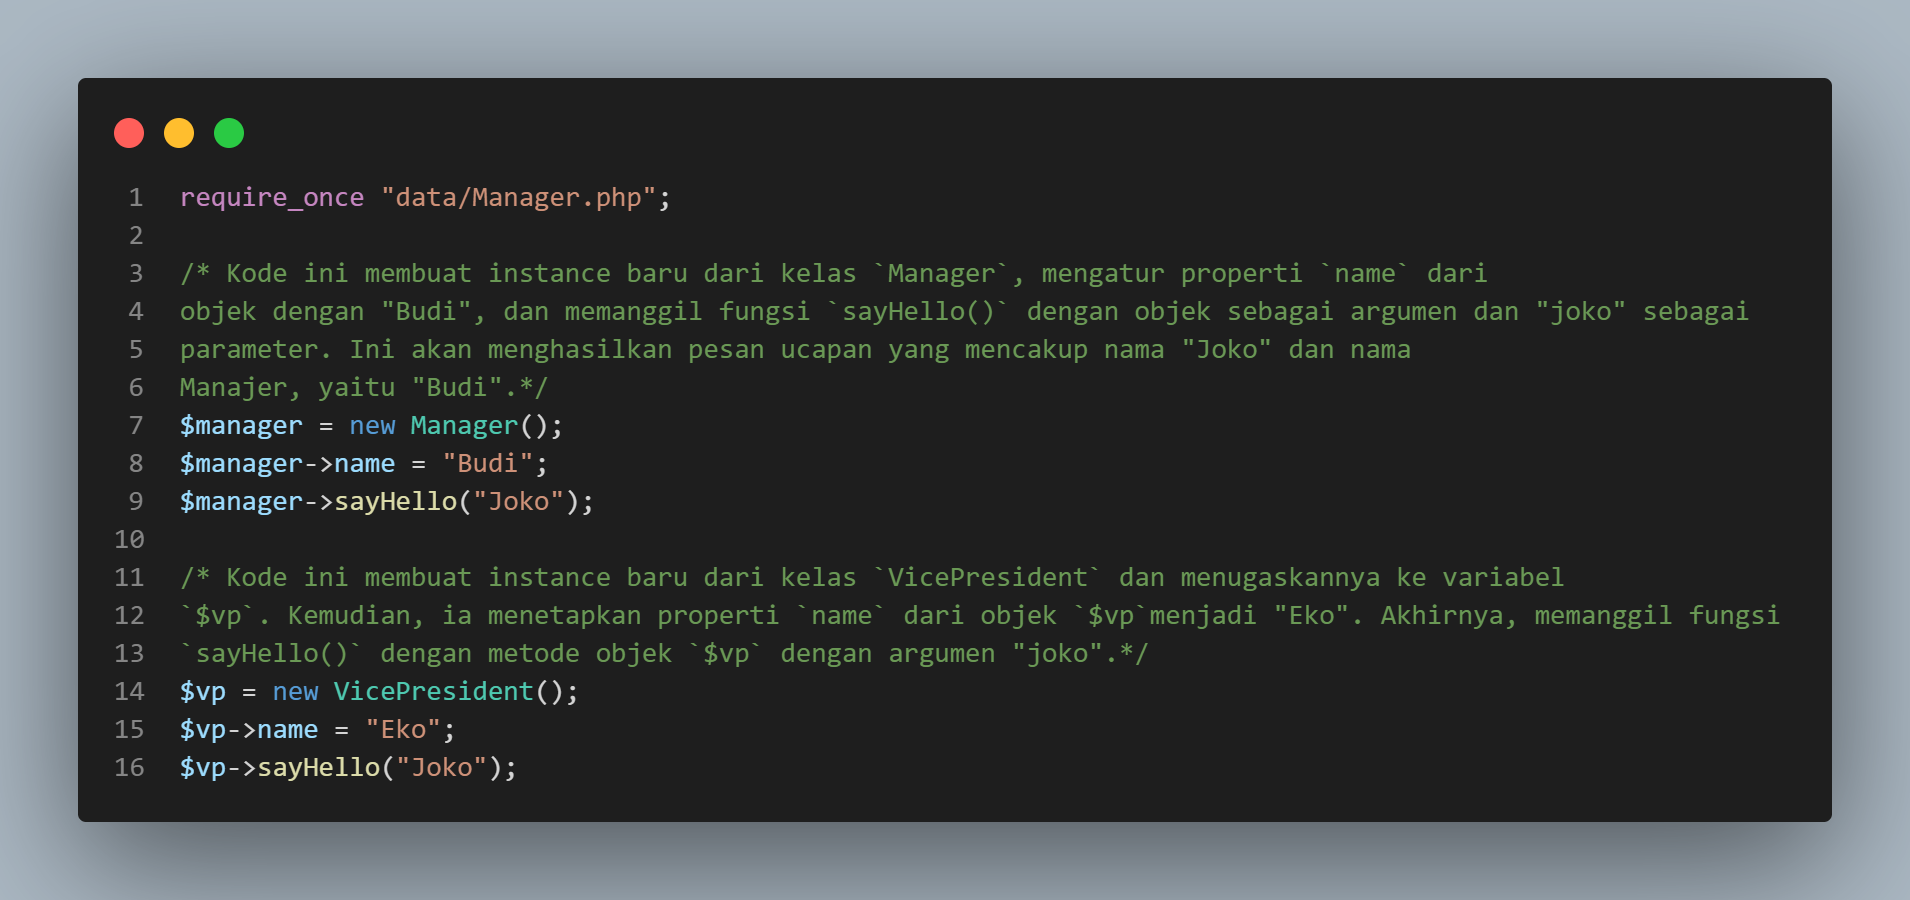 1 require_once "data/Manager.php";
2
3 /* Kode ini membuat instance baru dari kelas `Manager`, mengatur properti `name` dari
4 objek dengan "Budi", dan memanggil fungsi `sayHello()` dengan objek sebagai argumen dan "joko" sebagai
5 parameter. Ini akan menghasilkan pesan ucapan yang mencakup nama "Joko" dan nama
6 Manajer, yaitu "Budi".*/
7 $manager = new Manager();
8 $manager->name = "Budi";
9 $manager->sayHello("Joko");
10
11 /* Kode ini membuat instance baru dari kelas `VicePresident` dan menugaskannya ke variabel
12 `$vp`. Kemudian, ia menetapkan properti `name` dari objek `$vp`menjadi "Eko". Akhirnya, memanggil fungsi
13 `sayHello()` dengan metode objek `$vp` dengan argumen "joko".*/
14 $vp = new VicePresident();
15 $vp->name = "Eko";
16 $vp->sayHello("Joko");